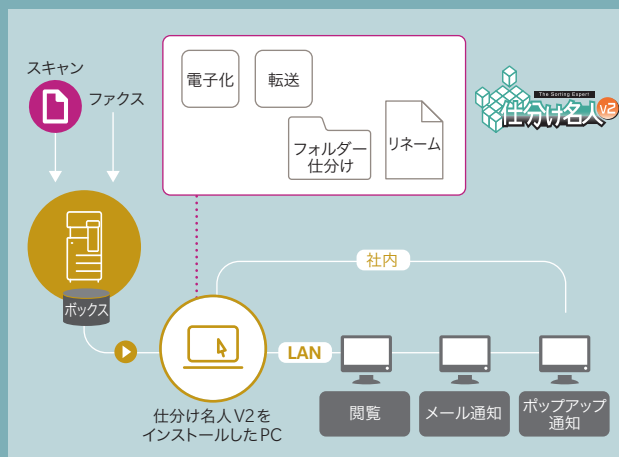 スキャン
ファクス
電子化
転送
フォルダー
仕分け
リネーム
The Sorting Expert
仕分け名人 V2
ボックス
社内
LAN
仕分け名人V2を
インストールしたPC
閲覧
メール通知
ポップアップ
通知